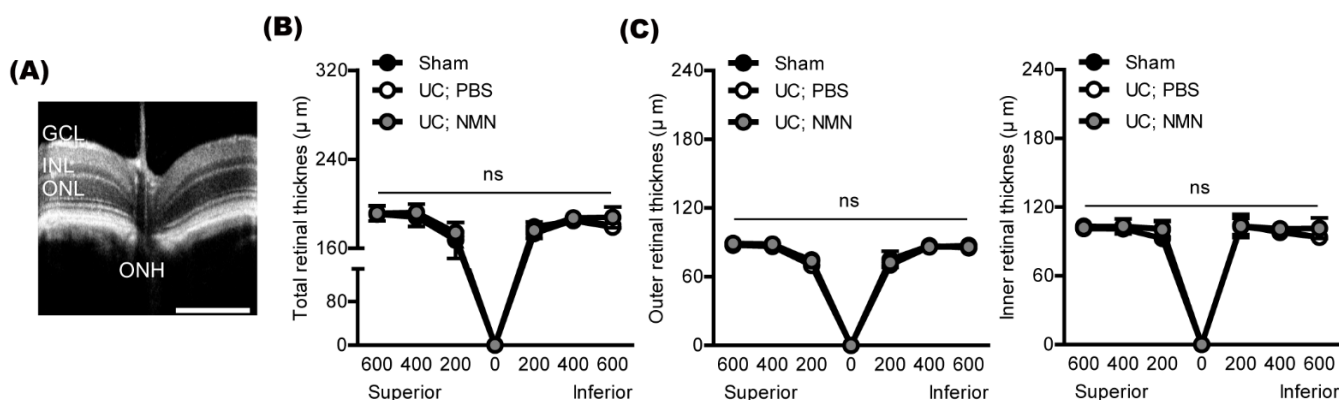 (A)
GCL
INL
ONL
ONH
(B)
Sham
UC; PBS
UC; NMN
Total retinal thicknes (μ m)
320
240
160
80
0
ns
600 400 200 0 200 400 600
Superior Inferior
(C)
Sham
UC; PBS
UC; NMN
Outer retinal thicknes (μ m)
240
180
120
60
0
ns
600 400 200 0 200 400 600
Superior Inferior
Sham
UC; PBS
UC; NMN
Inner retinal thicknes (μ m)
240
180
120
60
0
ns
600 400 200 0 200 400 600
Superior Inferior